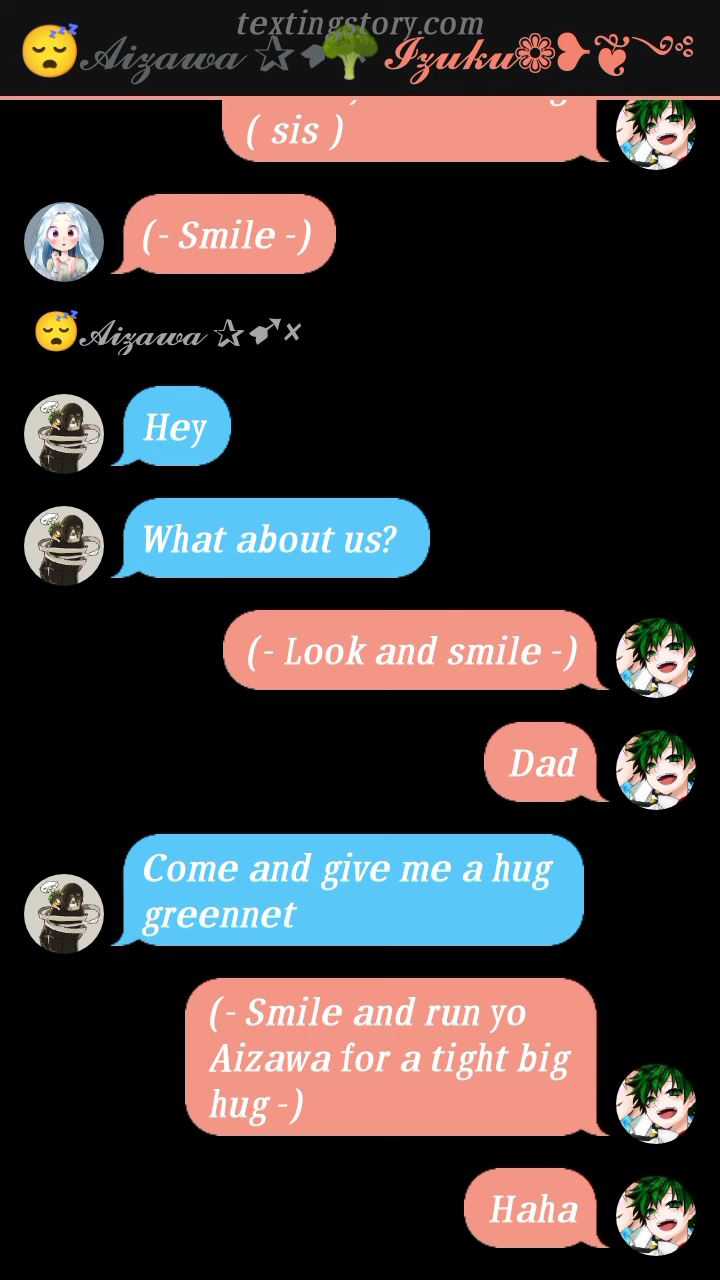 textingstory.com
😴Aizawa ☆ 🥦 Izuku❁❥❦
( sis )
(- Smile -)
😴Aizawa ☆➶×
Hey
What about us?
(- Look and smile -)
Dad
Come and give me a hug
greennet
(- Smile and run yo
Aizawa for a tight big
hug -)
Haha